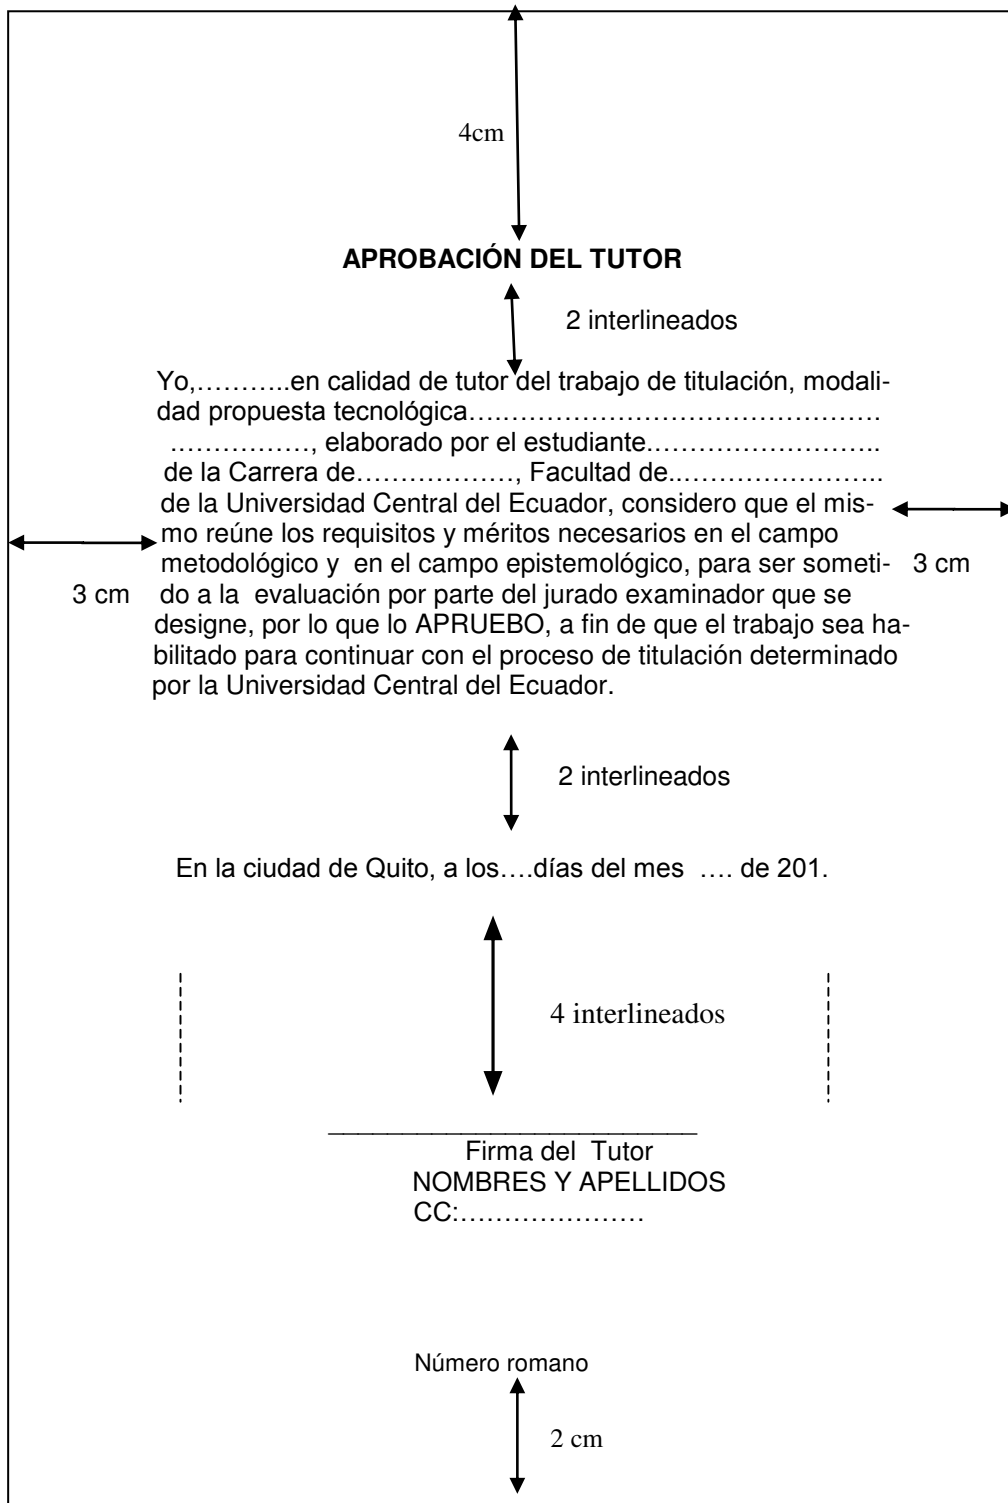 4cm
APROBACIÓN DEL TUTOR
2 interlineados
Yo,………..en calidad de tutor del trabajo de titulación, modali-
dad propuesta tecnológica…..……………………………………
……………., elaborado por el estudiante……………………..
de la Carrera de………………, Facultad de...………………….
de la Universidad Central del Ecuador, considero que el mis-
mo reúne los requisitos y méritos necesarios en el campo
metodológico y  en el campo epistemológico, para ser someti-
3 cm
3 cm
do a la  evaluación por parte del jurado examinador que se
designe, por lo que lo APRUEBO, a fin de que el trabajo sea ha-
bilitado para continuar con el proceso de titulación determinado
por la Universidad Central del Ecuador.
2 interlineados
En la ciudad de Quito, a los….días del mes  …. de 201.
4 interlineados
__________________________
Firma del  Tutor
NOMBRES Y APELLIDOS
CC:…………………
Número romano
2 cm